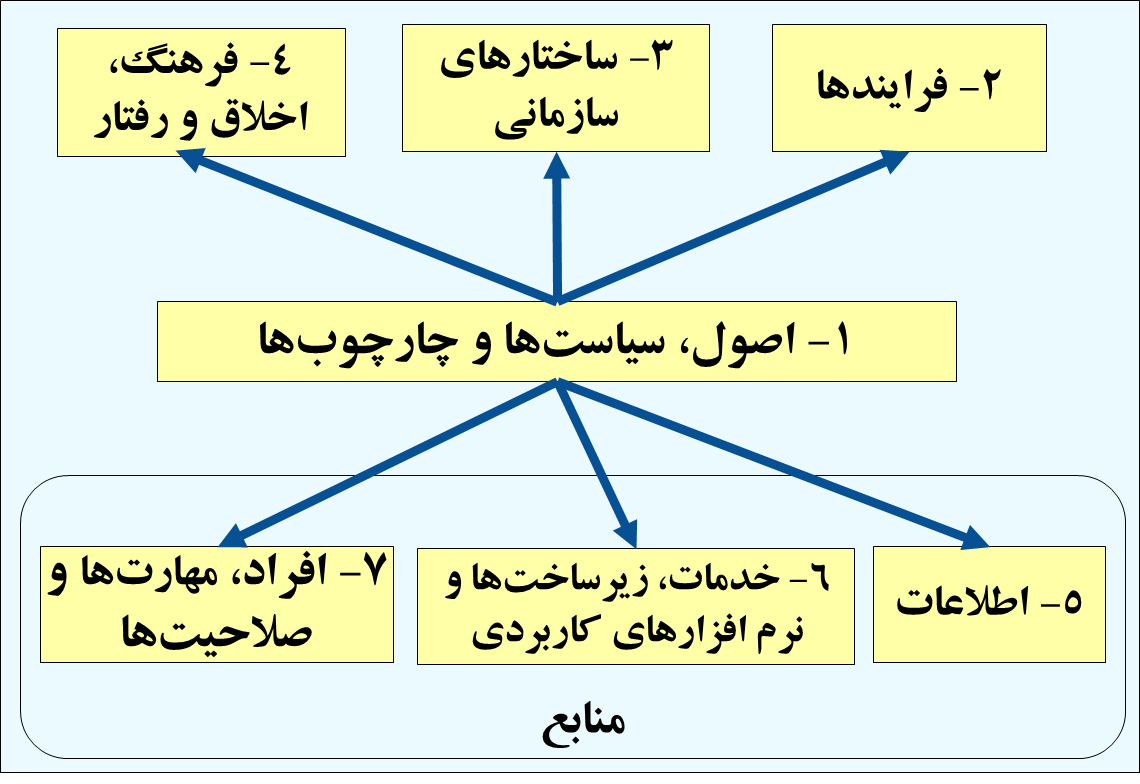 ۲- فرایندها
۳- ساختارهای
سازمانی
۴- فرهنگ،
اخلاق و رفتار
۱- اصول، سیاست‌ها و چارچوب‌ها
۵- اطلاعات
۶- خدمات، زیرساخت‌ها و
نرم افزارهای کاربردی
۷- افراد، مهارت‌ها و
صلاحیت‌ها
منابع